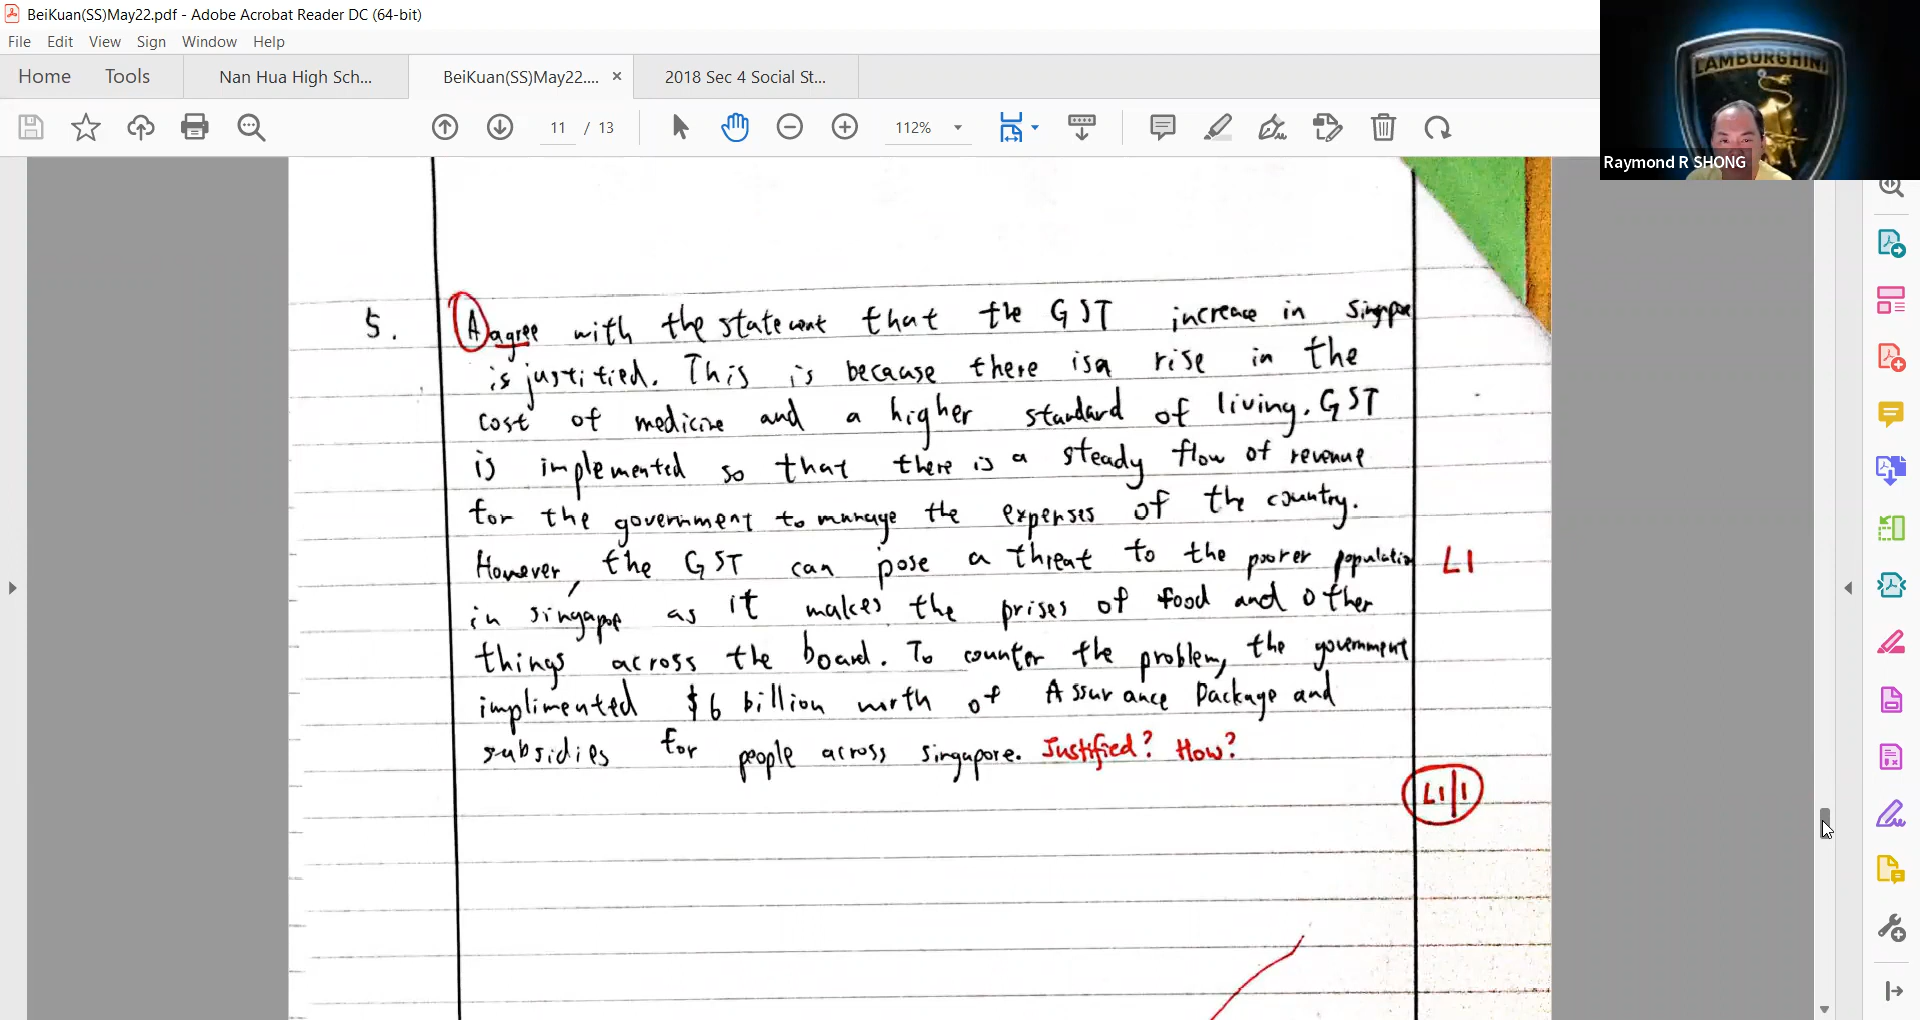 BeiKuan(SS)May22.pdf - Adobe Acrobat Reader DC (64-bit)
File Edit View Sign Window Help
Home Tools Nan Hua High Sch... BeiKuan(SS)May22.... × 2018 Sec 4 Social St...
11 / 13 112%
LAMBORGHINI
Raymond R SHONG
5. Aagree with the statement that the GST increase in Singpoe
is justified. This is because there is a rise in the
cost of medicine and a higher standard of living. GST
is implemented so that there is a steady flow of revenue
for the government to manage the expenses of the country.
However, the GST can pose a threat to the poorer population L1
in singapoe as it makes the prises of food and other
things across the board. To counter the problem, the government
implimented $6 billion worth of Assurance Package and
subsidies for people across singapore. Justified? How?
L1|1